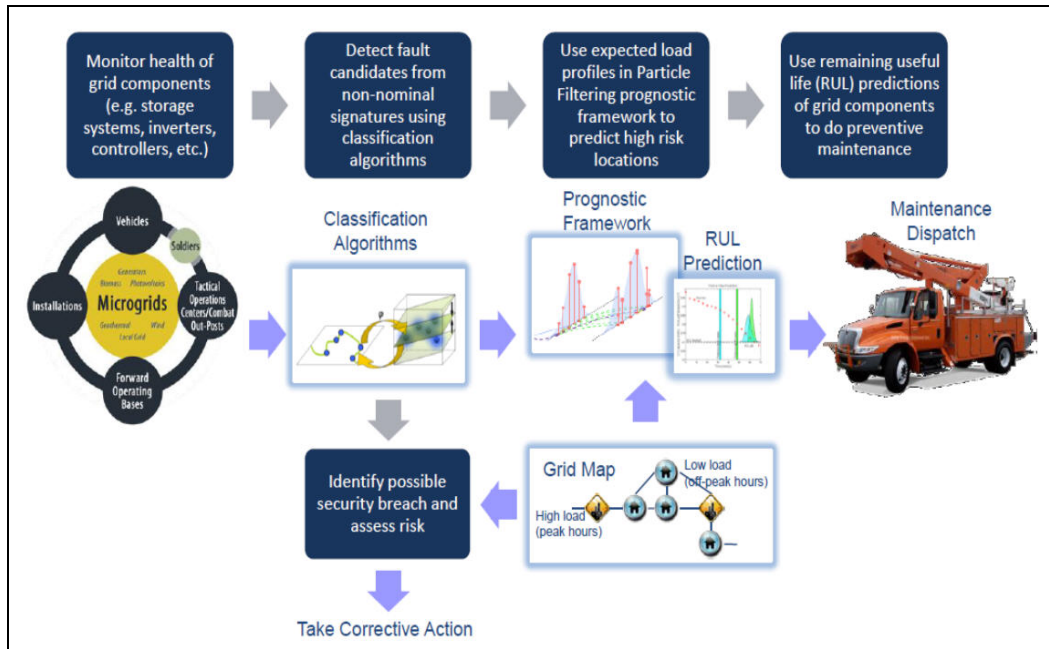 Monitor health of
grid components
(e.g. storage
systems, inverters,
controllers, etc.)
Detect fault
candidates from
non-nominal
signatures using
classification
algorithms
Use expected load
profiles in Particle
Filtering prognostic
framework to
predict high risk
locations
Use remaining useful
life (RUL) predictions
of grid components
to do preventive
maintenance
Vehicles
Soldiers
Installations
Generators
Biomass Photovoltaics
Microgrids
Geothermal Wind
Local Grid
Tactical
Operations
Centers/Combat
Out-Posts
Forward
Operating
Bases
Classification
Algorithms
Prognostic
Framework
RUL
Prediction
Maintenance
Dispatch
Identify possible
security breach and
assess risk
Grid Map
Low load
(off-peak hours)
High load
(peak hours)
Take Corrective Action